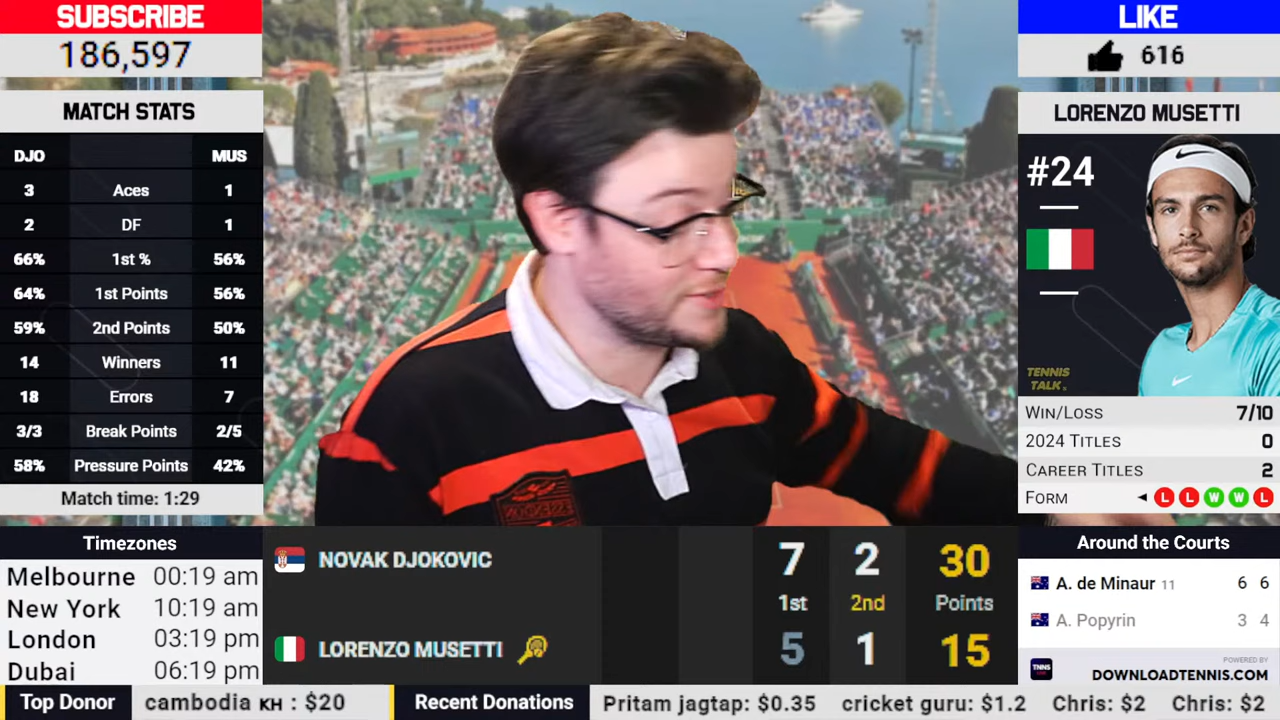 SUBSCRIBE
186,597
MATCH STATS
DJO MUS
3 Aces 1
2 DF 1
66% 1st % 56%
64% 1st Points 56%
59% 2nd Points 50%
14 Winners 11
18 Errors 7
3/3 Break Points 2/5
58% Pressure Points 42%
Match time: 1:29
Timezones
Melbourne 00:19 am
New York 10:19 am
London 03:19 pm
Dubai 06:19 pm
LIKE
616
LORENZO MUSETTI
#24
TENNIS
TALK
WIN/LOSS 7/10
2024 TITLES 0
CAREER TITLES 2
FORM L L W W L
NOVAK DJOKOVIC 7 2 30
1st 2nd Points
LORENZO MUSETTI 5 1 15
Around the Courts
A. de Minaur 11 6 6
A. Popyrin 3 4
TNNS
POWERED BY
DOWNLOADTENNIS.COM
Top Donor cambodia KH : $20 Recent Donations Pritam jagtap: $0.35 cricket guru: $1.2 Chris: $2 Chris: $2